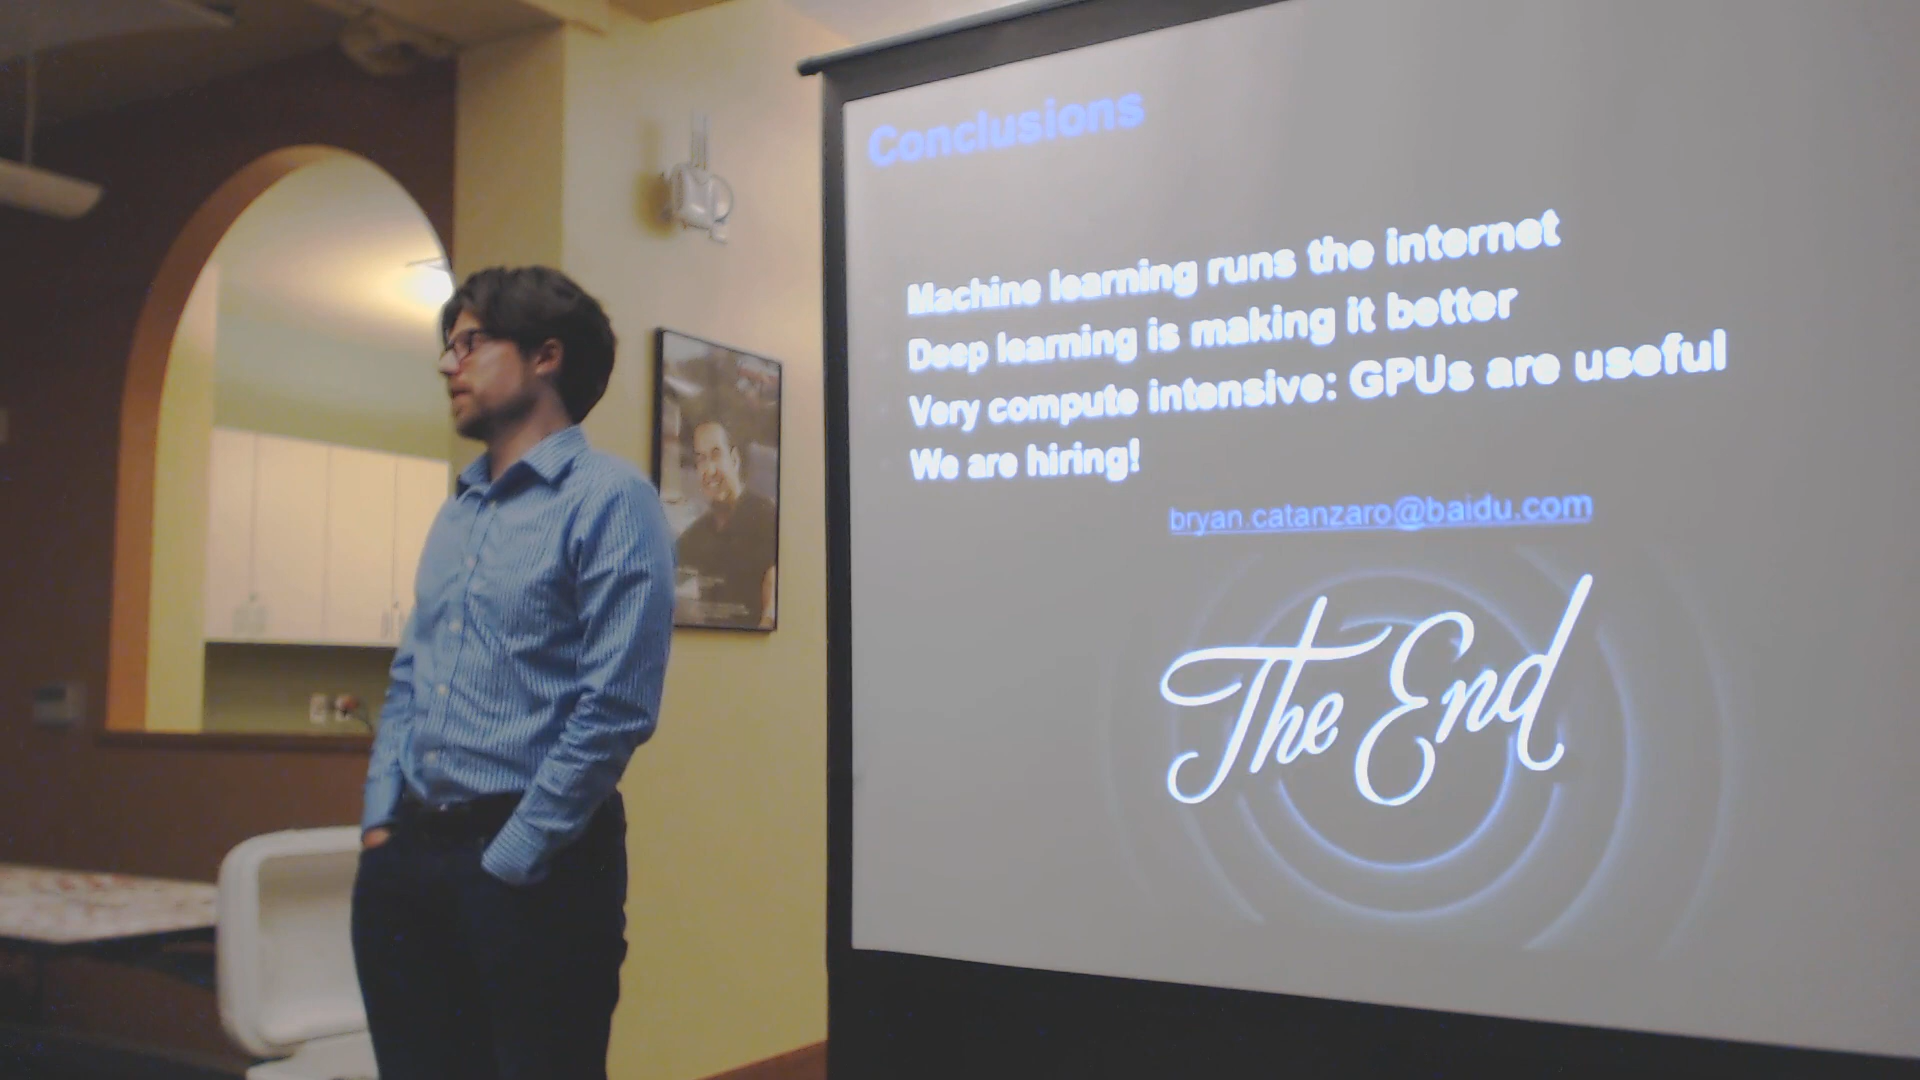 Conclusions
Machine learning runs the internet
Deep learning is making it better
Very compute intensive: GPUs are useful
We are hiring!
bryan.catanzaro@baidu.com
The End